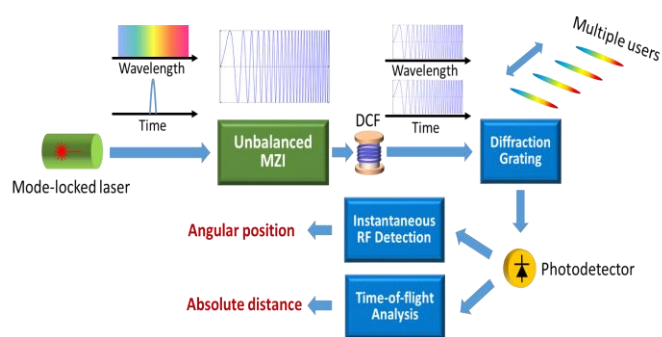 Wavelength
Time
Mode-locked laser
Unbalanced
MZI
DCF
Wavelength
Time
Multiple users
Diffraction
Grating
Angular position
Instantaneous
RF Detection
Photodetector
Absolute distance
Time-of-flight
Analysis